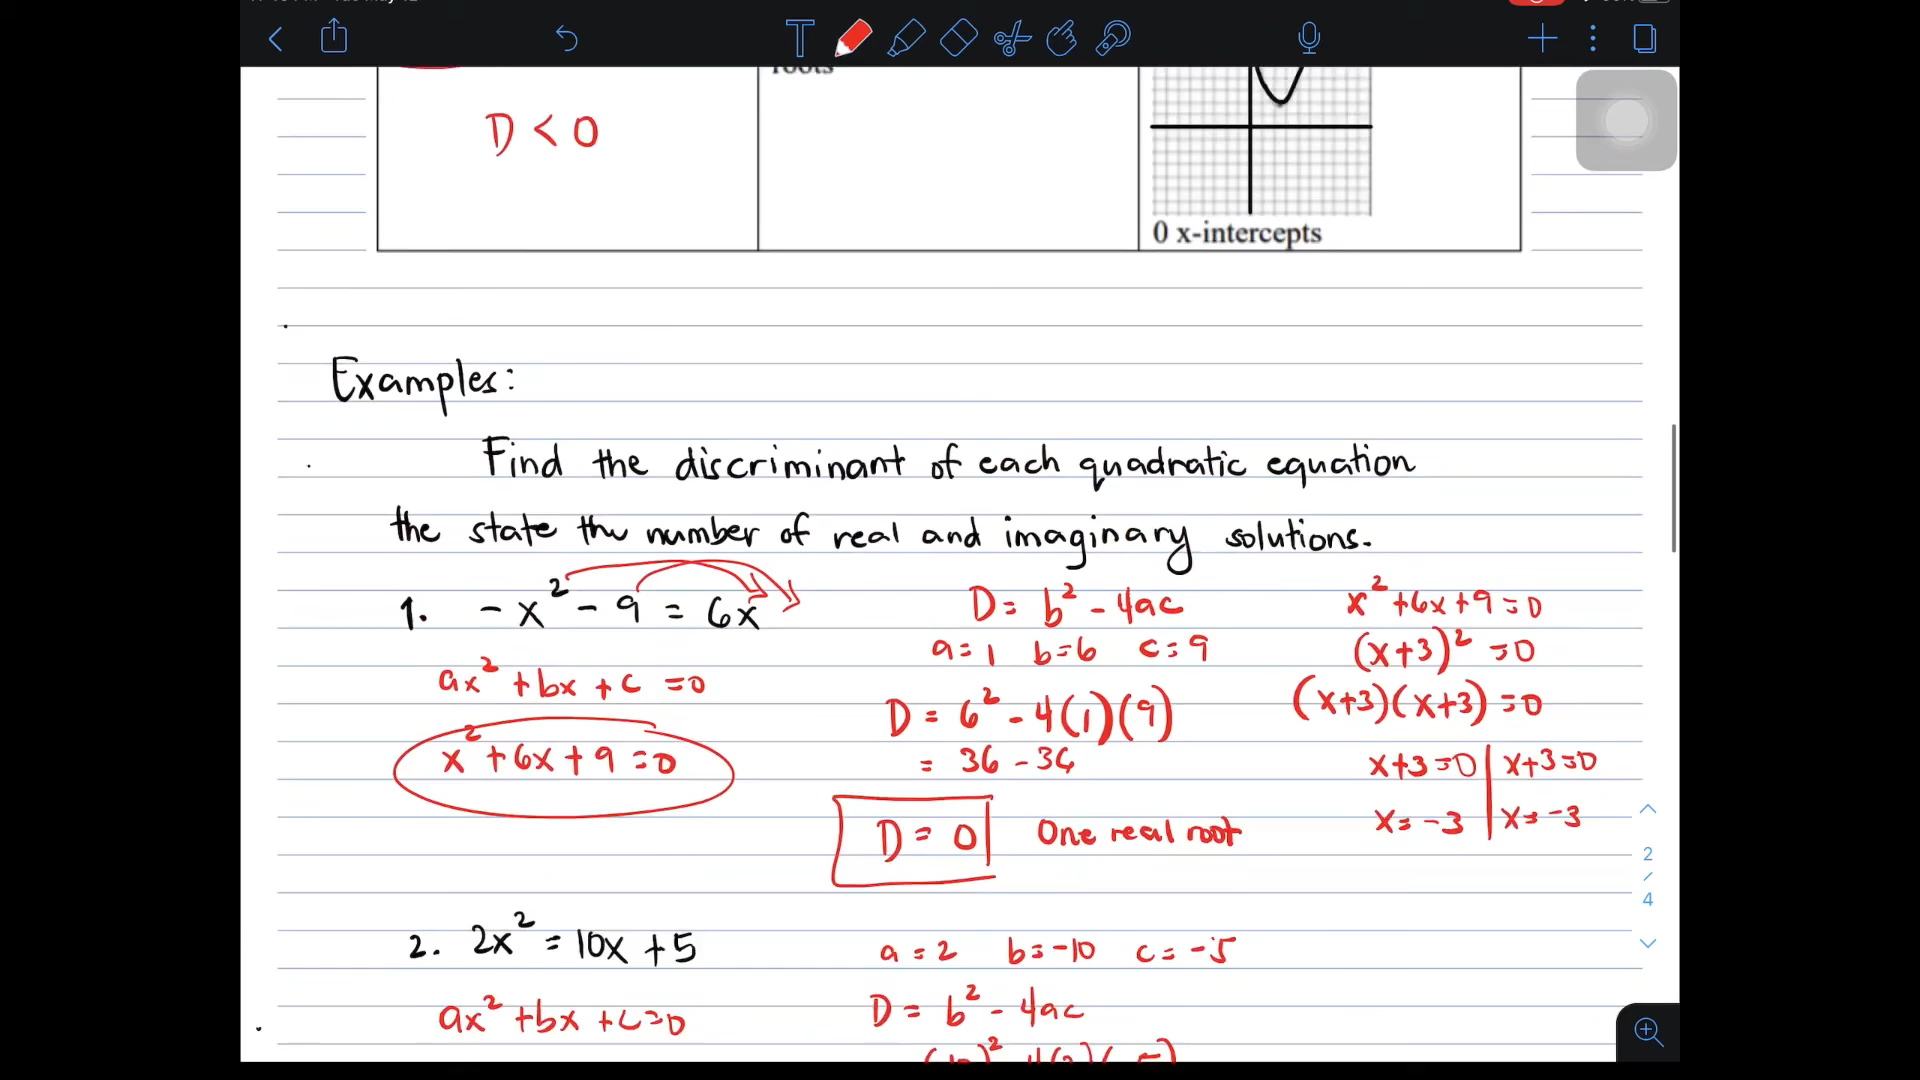 D < 0
0 x-intercepts
Examples:
Find the discriminant of each quadratic equation
the state the number of real and imaginary solutions.
1. -x² - 9 = 6x
ax² + bx + c = 0
x² + 6x + 9 = 0
D = b² - 4ac
a = 1 b = 6 c = 9
D = 6² - 4(1)(9)
= 36 - 36
D = 0 One real root
x² + 6x + 9 = 0
(x+3)² = 0
(x+3)(x+3) = 0
x+3=0 | x+3=0
x = -3 | x = -3
2. 2x² = 10x + 5
ax² + bx + c = 0
a = 2 b = -10 c = -5
D = b² - 4ac
2
/
4